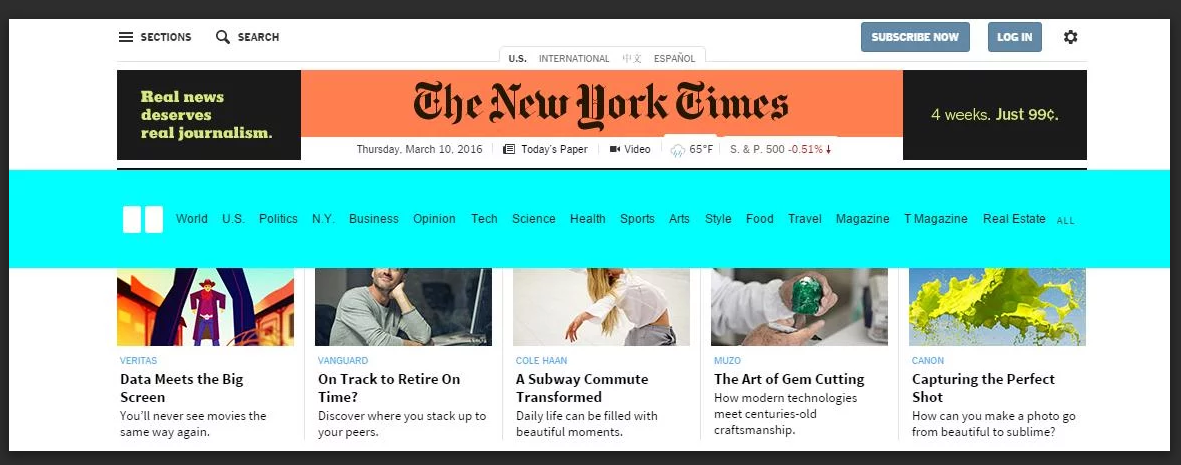 SECTIONS SEARCH SUBSCRIBE NOW LOG IN
U.S. INTERNATIONAL 中文 ESPAÑOL
Real news
deserves
real journalism.
The New York Times
4 weeks. Just 99¢.
Thursday, March 10, 2016 Today's Paper Video 65°F S. & P. 500 -0.51%
World U.S. Politics N.Y. Business Opinion Tech Science Health Sports Arts Style Food Travel Magazine T Magazine Real Estate ALL
VERITAS
Data Meets the Big
Screen
You'll never see movies the
same way again.
VANGUARD
On Track to Retire On
Time?
Discover where you stack up to
your peers.
COLE HAAN
A Subway Commute
Transformed
Daily life can be filled with
beautiful moments.
MUZO
The Art of Gem Cutting
How modern technologies
meet centuries-old
craftsmanship.
CANON
Capturing the Perfect
Shot
How can you make a photo go
from beautiful to sublime?